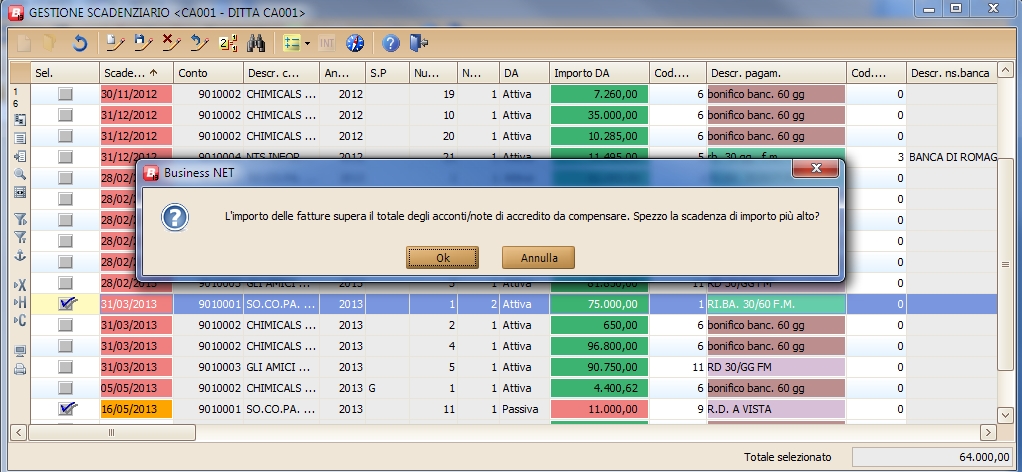 GESTIONE SCADENZIARIO <CA001 - DITTA CA001>
Sel. Scade... Conto Descr. c... An... S.P Nu... N... DA Importo DA Cod.... Descr. pagam. Cod.... Descr. ns.banca
30/11/2012 9010002 CHIMICALS ... 2012 19 1 Attiva 7.260,00 6 bonifico banc. 60 gg 0
31/12/2012 9010002 CHIMICALS ... 2012 10 1 Attiva 35.000,00 6 bonifico banc. 60 gg 0
31/12/2012 9010002 CHIMICALS ... 2012 20 1 Attiva 10.285,00 6 bonifico banc. 60 gg 0
31/12/2012 9010004 NTS INFOR... 2012 21 1 Attiva 11.495,00 5 rb. 30 gg f.m. 3 BANCA DI ROMAG
28/02/ 0
28/02/ 0
28/02/ 0
28/02/ 0
28/02/ 0
Business NET
L'importo delle fatture supera il totale degli acconti/note di accredito da compensare. Spezzo la scadenza di importo più alto?
Ok Annulla
28/02/2013 9010003 GLI AMICI ... 2013 3 1 Attiva 11 RD 30/GG FM 0
31/03/2013 9010001 SO.CO.PA. ... 2013 1 2 Attiva 75.000,00 1 RI.BA. 30/60 F.M. 0
31/03/2013 9010002 CHIMICALS ... 2013 2 1 Attiva 650,00 6 bonifico banc. 60 gg 0
31/03/2013 9010002 CHIMICALS ... 2013 4 1 Attiva 96.800,00 6 bonifico banc. 60 gg 0
31/03/2013 9010003 GLI AMICI ... 2013 5 1 Attiva 90.750,00 11 RD 30/GG FM 0
05/05/2013 9010002 CHIMICALS ... 2013 G 1 1 Attiva 4.400,62 6 bonifico banc. 60 gg 0
16/05/2013 9010001 SO.CO.PA. ... 2013 11 1 Passiva 11.000,00 9 R.D. A VISTA 0
Totale selezionato 64.000,00